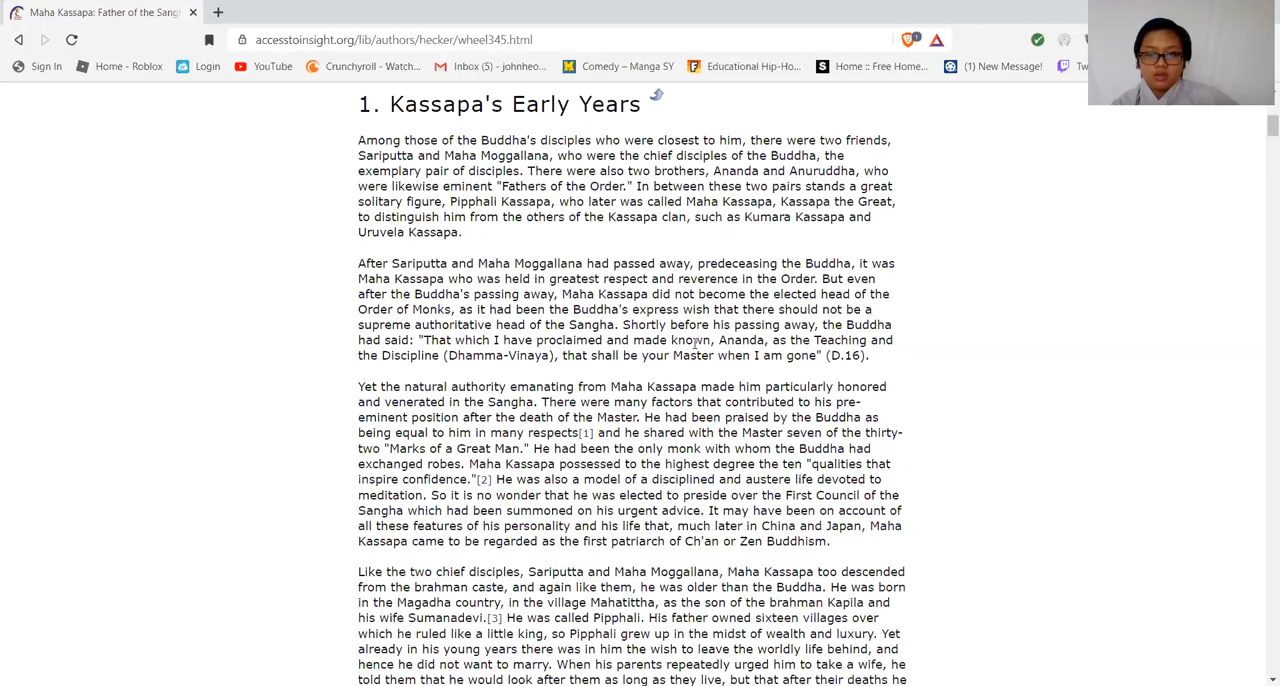 Maha Kassapa: Father of the Sang
accesstoinsight.org/lib/authors/hecker/wheel345.html
1
Sign In
Home - Roblox
Login
YouTube
Crunchyroll - Watch...
Inbox (5) - johnheo...
Comedy – Manga SY
Educational Hip-Ho...
Home :: Free Home...
(1) New Message!
Tw
1. Kassapa's Early Years
Among those of the Buddha's disciples who were closest to him, there were two friends,
Sariputta and Maha Moggallana, who were the chief disciples of the Buddha, the
exemplary pair of disciples. There were also two brothers, Ananda and Anuruddha, who
were likewise eminent "Fathers of the Order." In between these two pairs stands a great
solitary figure, Pipphali Kassapa, who later was called Maha Kassapa, Kassapa the Great,
to distinguish him from the others of the Kassapa clan, such as Kumara Kassapa and
Uruvela Kassapa.
After Sariputta and Maha Moggallana had passed away, predeceasing the Buddha, it was
Maha Kassapa who was held in greatest respect and reverence in the Order. But even
after the Buddha's passing away, Maha Kassapa did not become the elected head of the
Order of Monks, as it had been the Buddha's express wish that there should not be a
supreme authoritative head of the Sangha. Shortly before his passing away, the Buddha
had said: "That which I have proclaimed and made known, Ananda, as the Teaching and
the Discipline (Dhamma-Vinaya), that shall be your Master when I am gone" (D.16).
Yet the natural authority emanating from Maha Kassapa made him particularly honored
and venerated in the Sangha. There were many factors that contributed to his pre-
eminent position after the death of the Master. He had been praised by the Buddha as
being equal to him in many respects[1] and he shared with the Master seven of the thirty-
two "Marks of a Great Man." He had been the only monk with whom the Buddha had
exchanged robes. Maha Kassapa possessed to the highest degree the ten "qualities that
inspire confidence."[2] He was also a model of a disciplined and austere life devoted to
meditation. So it is no wonder that he was elected to preside over the First Council of the
Sangha which had been summoned on his urgent advice. It may have been on account of
all these features of his personality and his life that, much later in China and Japan, Maha
Kassapa came to be regarded as the first patriarch of Ch'an or Zen Buddhism.
Like the two chief disciples, Sariputta and Maha Moggallana, Maha Kassapa too descended
from the brahman caste, and again like them, he was older than the Buddha. He was born
in the Magadha country, in the village Mahatittha, as the son of the brahman Kapila and
his wife Sumanadevi.[3] He was called Pipphali. His father owned sixteen villages over
which he ruled like a little king, so Pipphali grew up in the midst of wealth and luxury. Yet
already in his young years there was in him the wish to leave the worldly life behind, and
hence he did not want to marry. When his parents repeatedly urged him to take a wife, he
told them that he would look after them as long as they live, but that after their deaths he